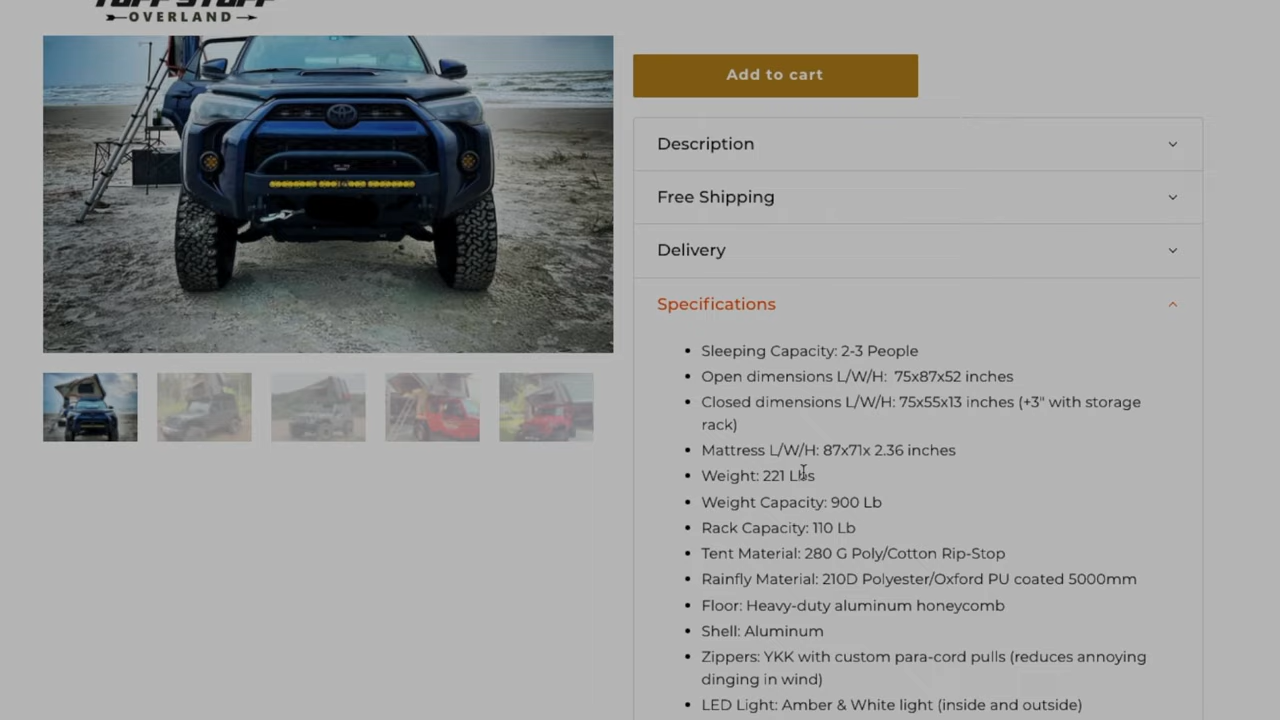 TUFF STUFF
OVERLAND
Add to cart
Description
Free Shipping
Delivery
Specifications
Sleeping Capacity: 2-3 People
Open dimensions L/W/H: 75x87x52 inches
Closed dimensions L/W/H: 75x55x13 inches (+3" with storage
rack)
Mattress L/W/H: 87x71x 2.36 inches
Weight: 221 Lbs
Weight Capacity: 900 Lb
Rack Capacity: 110 Lb
Tent Material: 280 G Poly/Cotton Rip-Stop
Rainfly Material: 210D Polyester/Oxford PU coated 5000mm
Floor: Heavy-duty aluminum honeycomb
Shell: Aluminum
Zippers: YKK with custom para-cord pulls (reduces annoying
dinging in wind)
LED Light: Amber & White light (inside and outside)